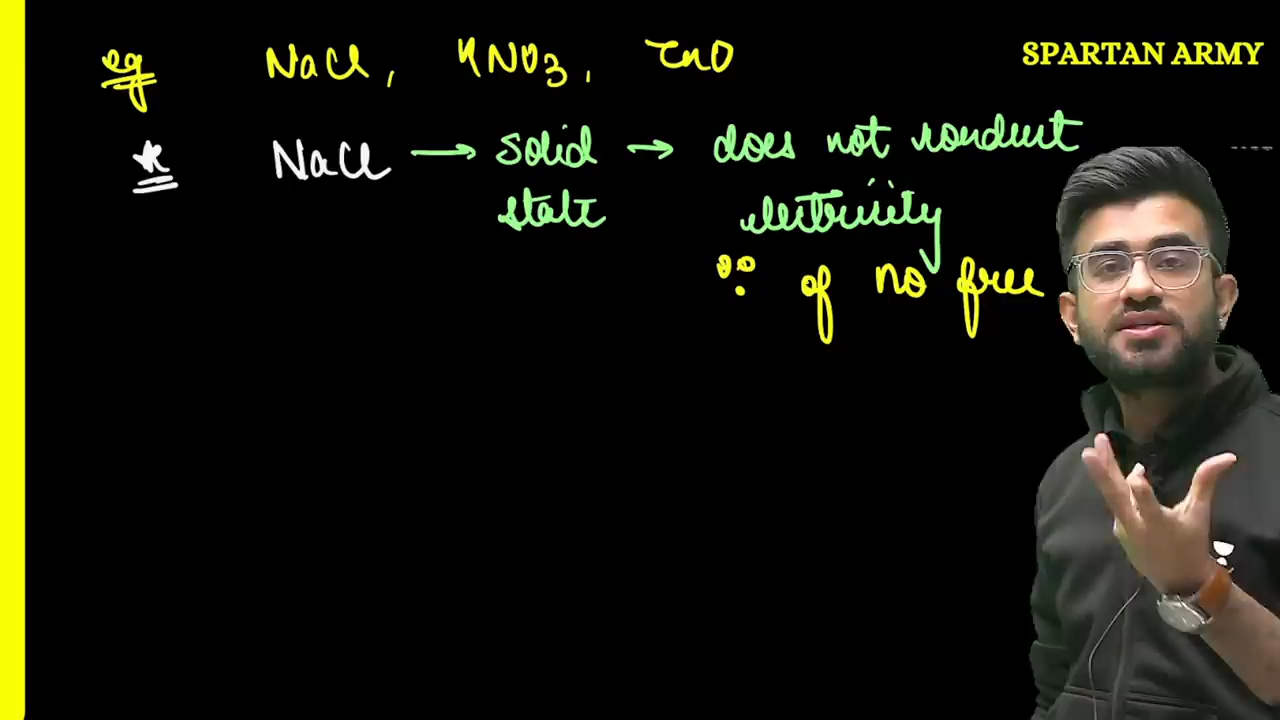 eg NaCl, KNO3, ZnO
SPARTAN ARMY
* NaCl → solid → does not conduct
state electricity
∵ of no free